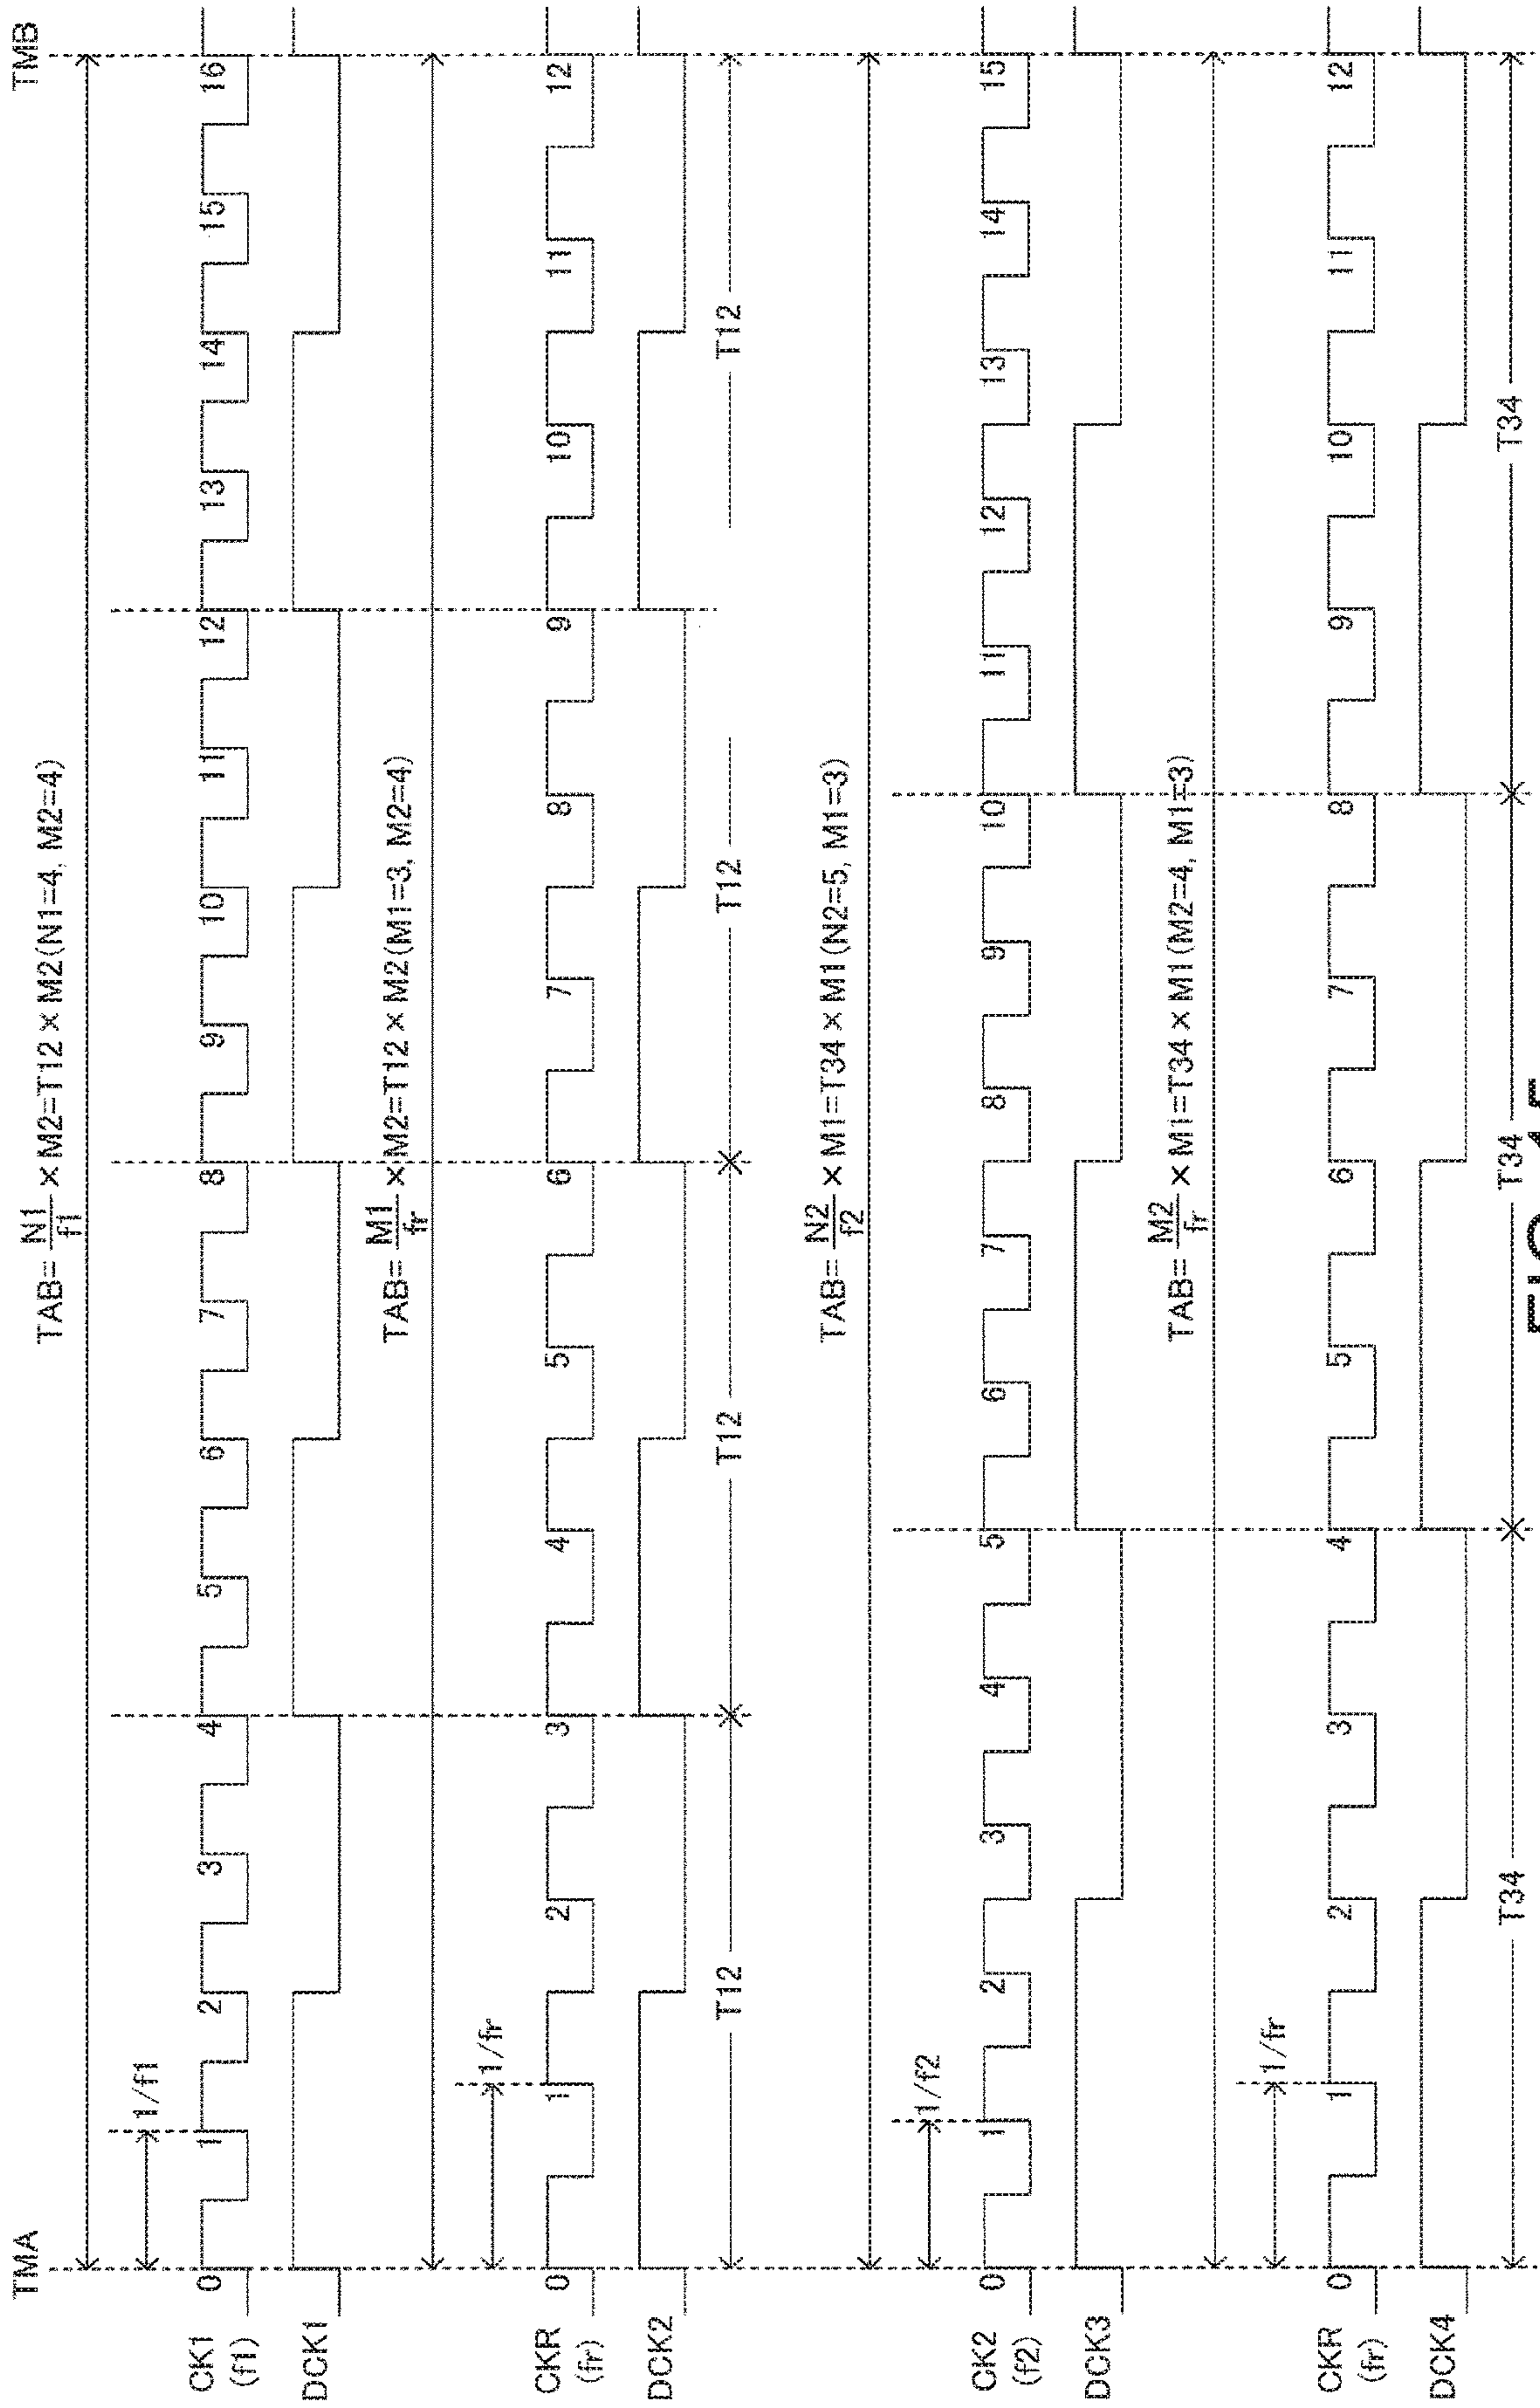 TMA TMB
TAB= N1/f1 ×M2=T12×M2(N1=4, M2=4)
1/f1
CK1 (f1) 0 1 2 3 4 5 6 7 8 9 10 11 12 13 14 15 16
DCK1
TAB= M1/fr ×M2=T12×M2(M1=3, M2=4)
1/fr
CKR (fr) 0 1 2 3 4 5 6 7 8 9 10 11 12
DCK2
T12 T12 T12 T12
TAB= N2/f2 ×M1=T34×M1(N2=5, M1=3)
1/f2
CK2 (f2) 0 1 2 3 4 5 6 7 8 9 10 11 12 13 14 15
DCK3
TAB= M2/fr ×M1=T34×M1(M2=4, M1=3)
1/fr
CKR (fr) 0 1 2 3 4 5 6 7 8 9 10 11 12
DCK4
T34 T34 T34